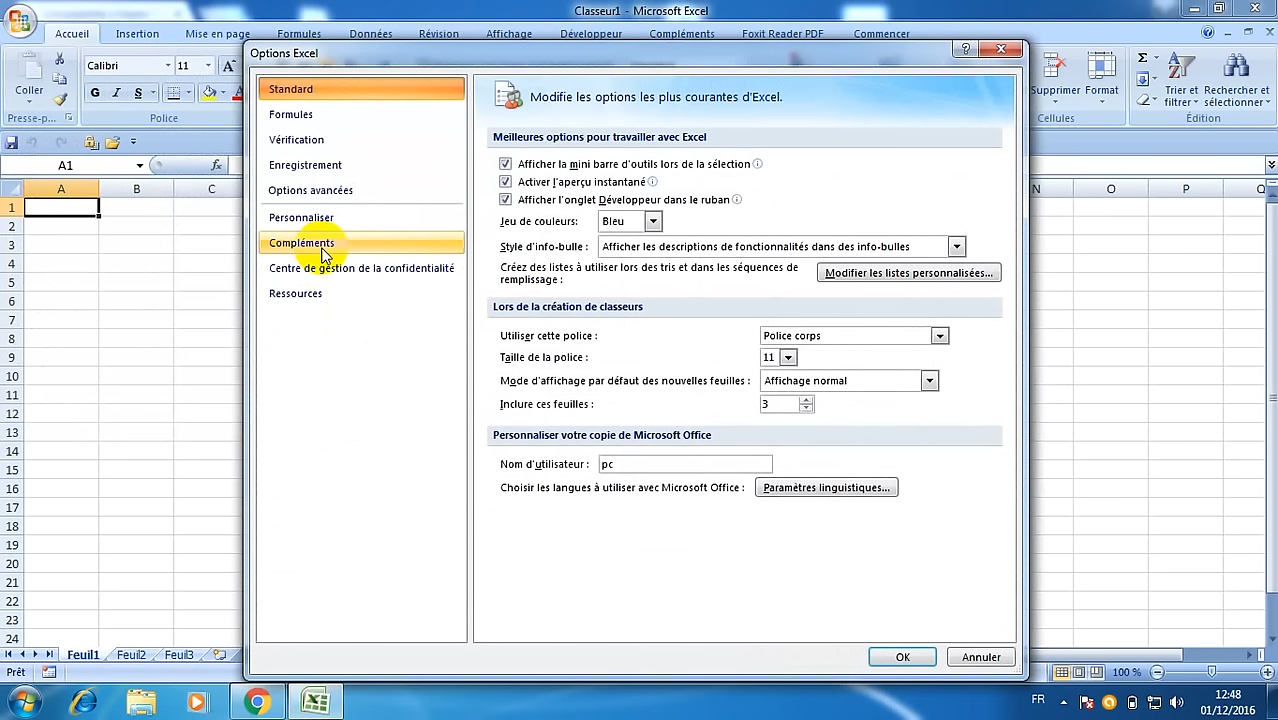 Classeur1 - Microsoft Excel
Accueil
Insertion
Mise en page
Formules
Données
Révision
Affichage
Développeur
Compléments
Foxit Reader PDF
Commencer
Coller
Calibri
11
A
G I S
A
Presse-p...
Police
Supprimer
Format
Cellules
Σ
Trier et
filtrer
Rechercher et
sélectionner
Édition
A1
fx
A B C N O P Q
1
2
3
4
5
6
7
8
9
10
11
12
13
14
15
16
17
18
19
20
21
22
23
24
Options Excel
Standard
Formules
Vérification
Enregistrement
Options avancées
Personnaliser
Compléments
Centre de gestion de la confidentialité
Ressources
Modifie les options les plus courantes d'Excel.
Meilleures options pour travailler avec Excel
Afficher la mini barre d'outils lors de la sélection
Activer l'aperçu instantané
Afficher l'onglet Développeur dans le ruban
Jeu de couleurs: Bleu
Style d'info-bulle : Afficher les descriptions de fonctionnalités dans des info-bulles
Créez des listes à utiliser lors des tris et dans les séquences de
remplissage :
Modifier les listes personnalisées...
Lors de la création de classeurs
Utiliser cette police : Police corps
Taille de la police : 11
Mode d'affichage par défaut des nouvelles feuilles : Affichage normal
Inclure ces feuilles : 3
Personnaliser votre copie de Microsoft Office
Nom d'utilisateur : pc
Choisir les langues à utiliser avec Microsoft Office : Paramètres linguistiques...
OK
Annuler
Feuil1 Feuil2 Feuil3
Prêt
100 %
FR
12:48
01/12/2016